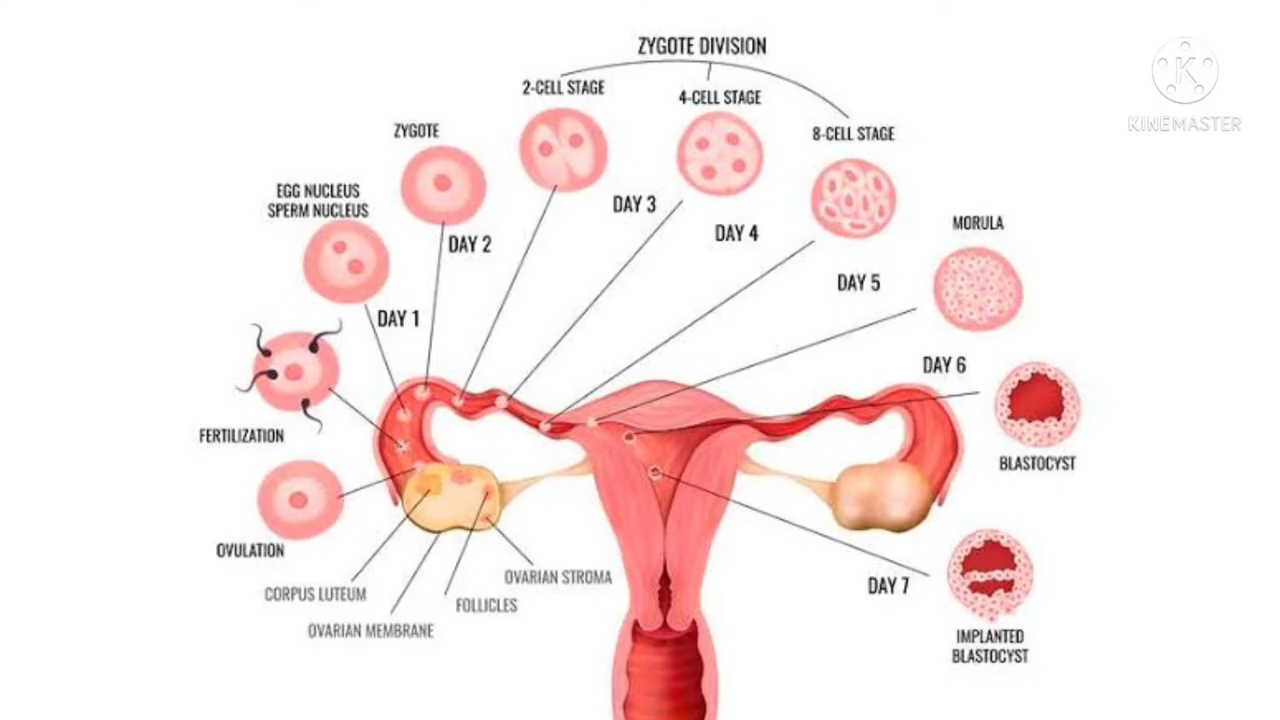 ZYGOTE DIVISION
2-CELL STAGE
4-CELL STAGE
8-CELL STAGE
ZYGOTE
EGG NUCLEUS
SPERM NUCLEUS
DAY 1
DAY 2
DAY 3
DAY 4
DAY 5
MORULA
DAY 6
BLASTOCYST
DAY 7
IMPLANTED
BLASTOCYST
FERTILIZATION
OVULATION
CORPUS LUTEUM
OVARIAN MEMBRANE
FOLLICLES
OVARIAN STROMA
K
KINEMASTER